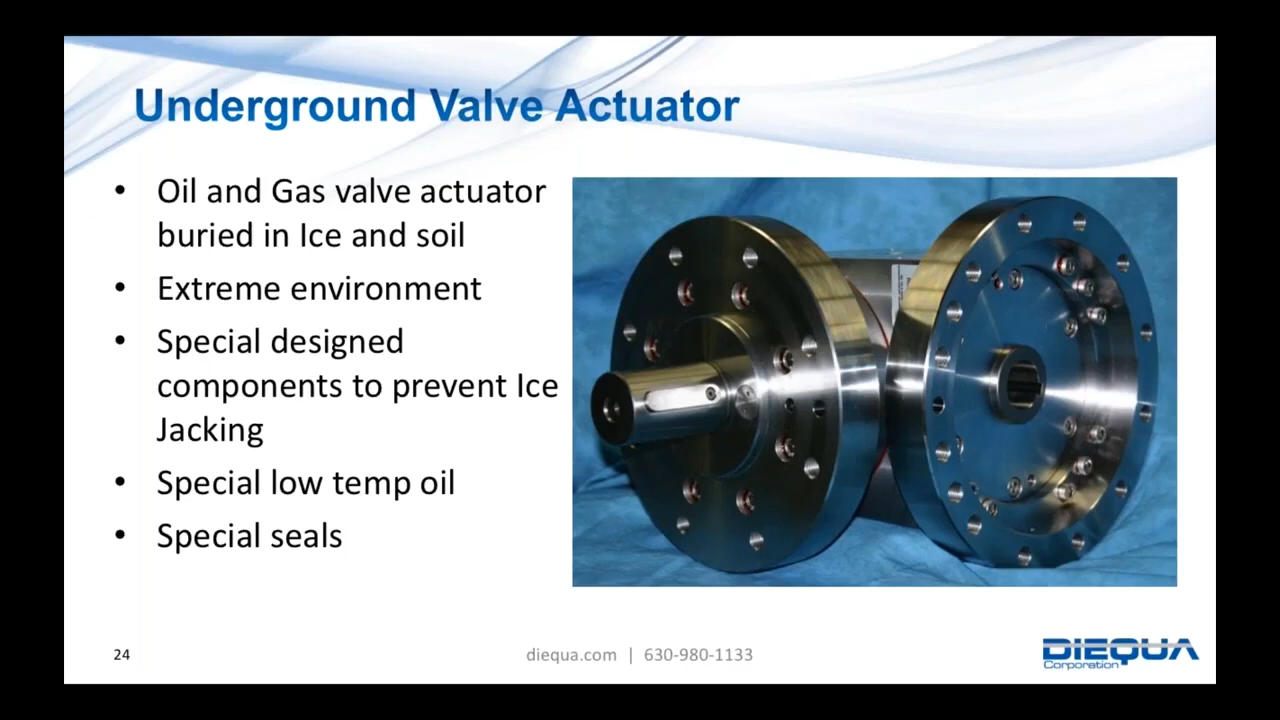 Underground Valve Actuator
• Oil and Gas valve actuator
buried in Ice and soil
• Extreme environment
• Special designed
components to prevent Ice
Jacking
• Special low temp oil
• Special seals
24
diequa.com | 630-980-1133
DIEQUA
Corporation